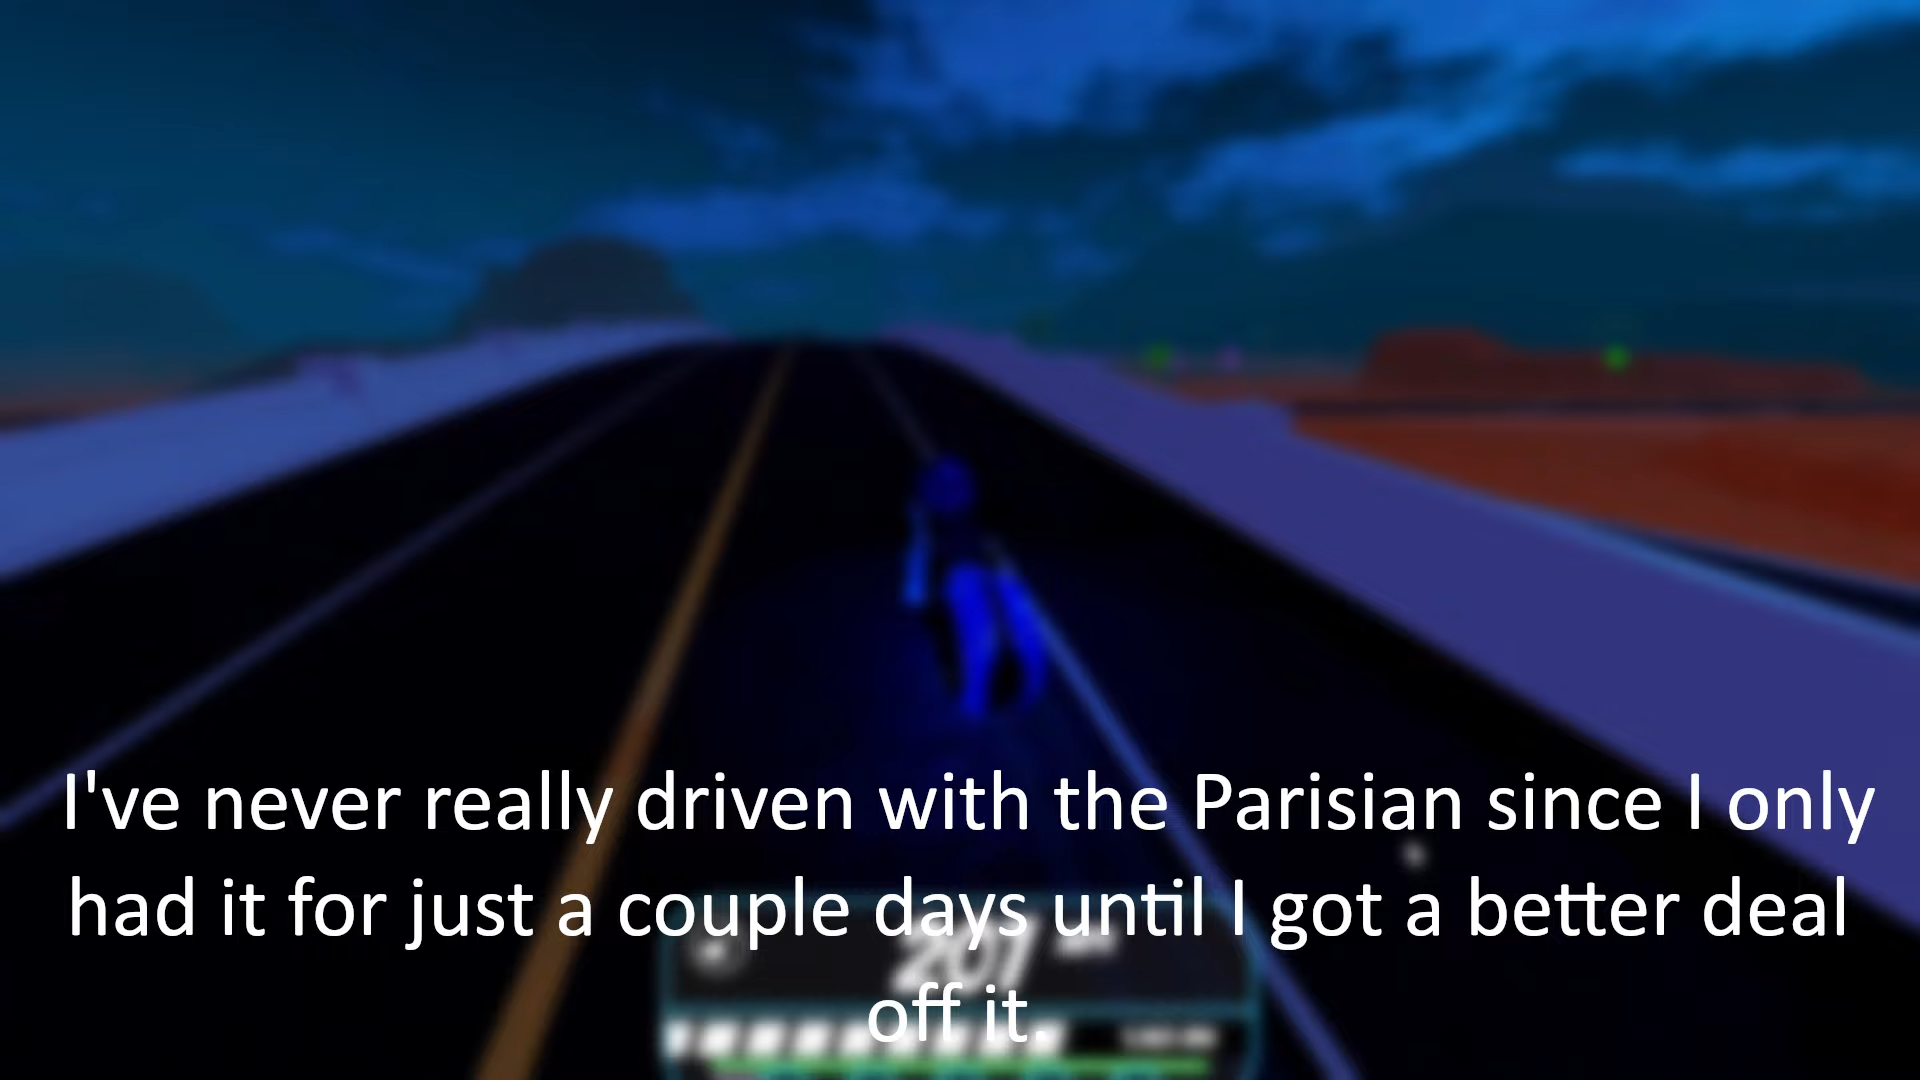 I've never really driven with the Parisian since I only
had it for just a couple days until I got a better deal
201
off it.